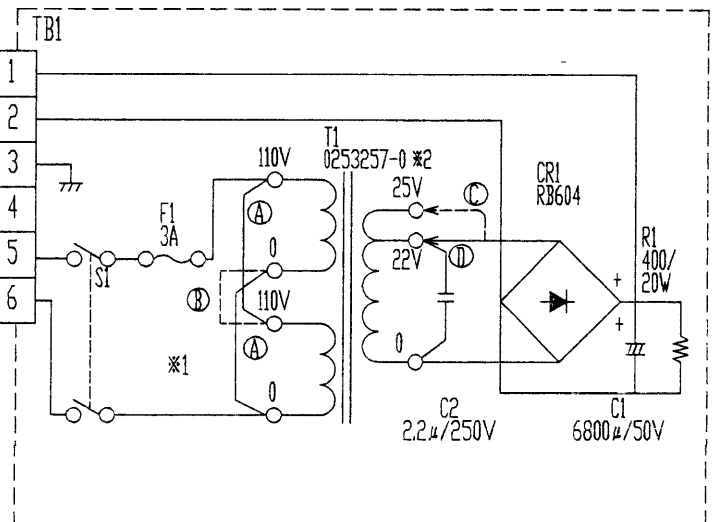 TB1
1
2
3
4
5
6
S1
F1
3A
110V
0
110V
0
A
B
A
※1
T1
0253257-0 ※2
25V
22V
0
C
D
C2
2.2μ/250V
CR1
RB604
+
+
R1
400/
20W
C1
6800μ/50V